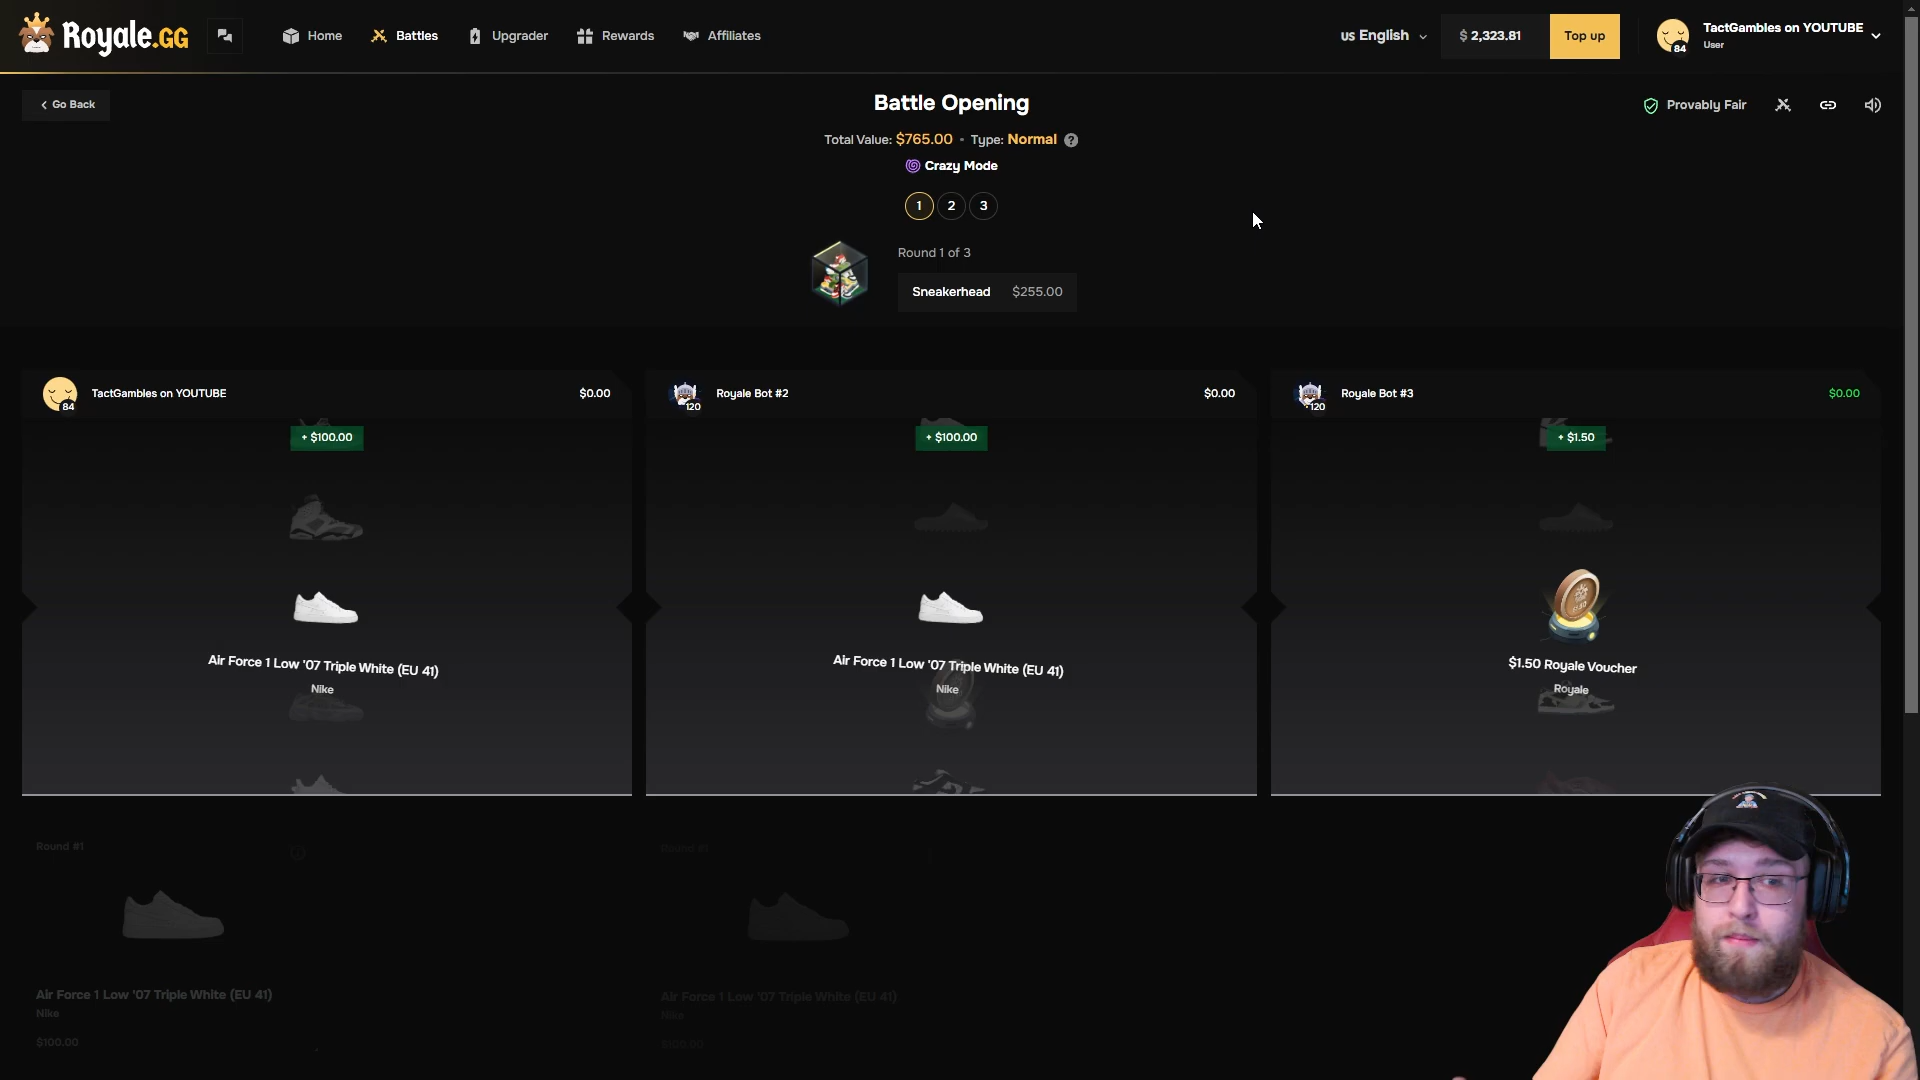 Royale.GG
Home
Battles
Upgrader
Rewards
Affiliates
us English
$ 2,323.81
Top up
84
TactGambles on YOUTUBE
User
Go Back
Battle Opening
Total Value: $765.00 • Type: Normal ?
Crazy Mode
1 2 3
Round 1 of 3
Sneakerhead $255.00
Provably Fair
84 TactGambles on YOUTUBE $0.00
120 Royale Bot #2 $0.00
120 Royale Bot #3 $0.00
+ $100.00
+ $100.00
+ $1.50
Air Force 1 Low '07 Triple White (EU 41)
Nike
Air Force 1 Low '07 Triple White (EU 41)
Nike
$1.50 Royale Voucher
Royale
Round #1
Air Force 1 Low '07 Triple White (EU 41)
Nike
$100.00
Round #1
Air Force 1 Low '07 Triple White (EU 41)
Nike
$100.00